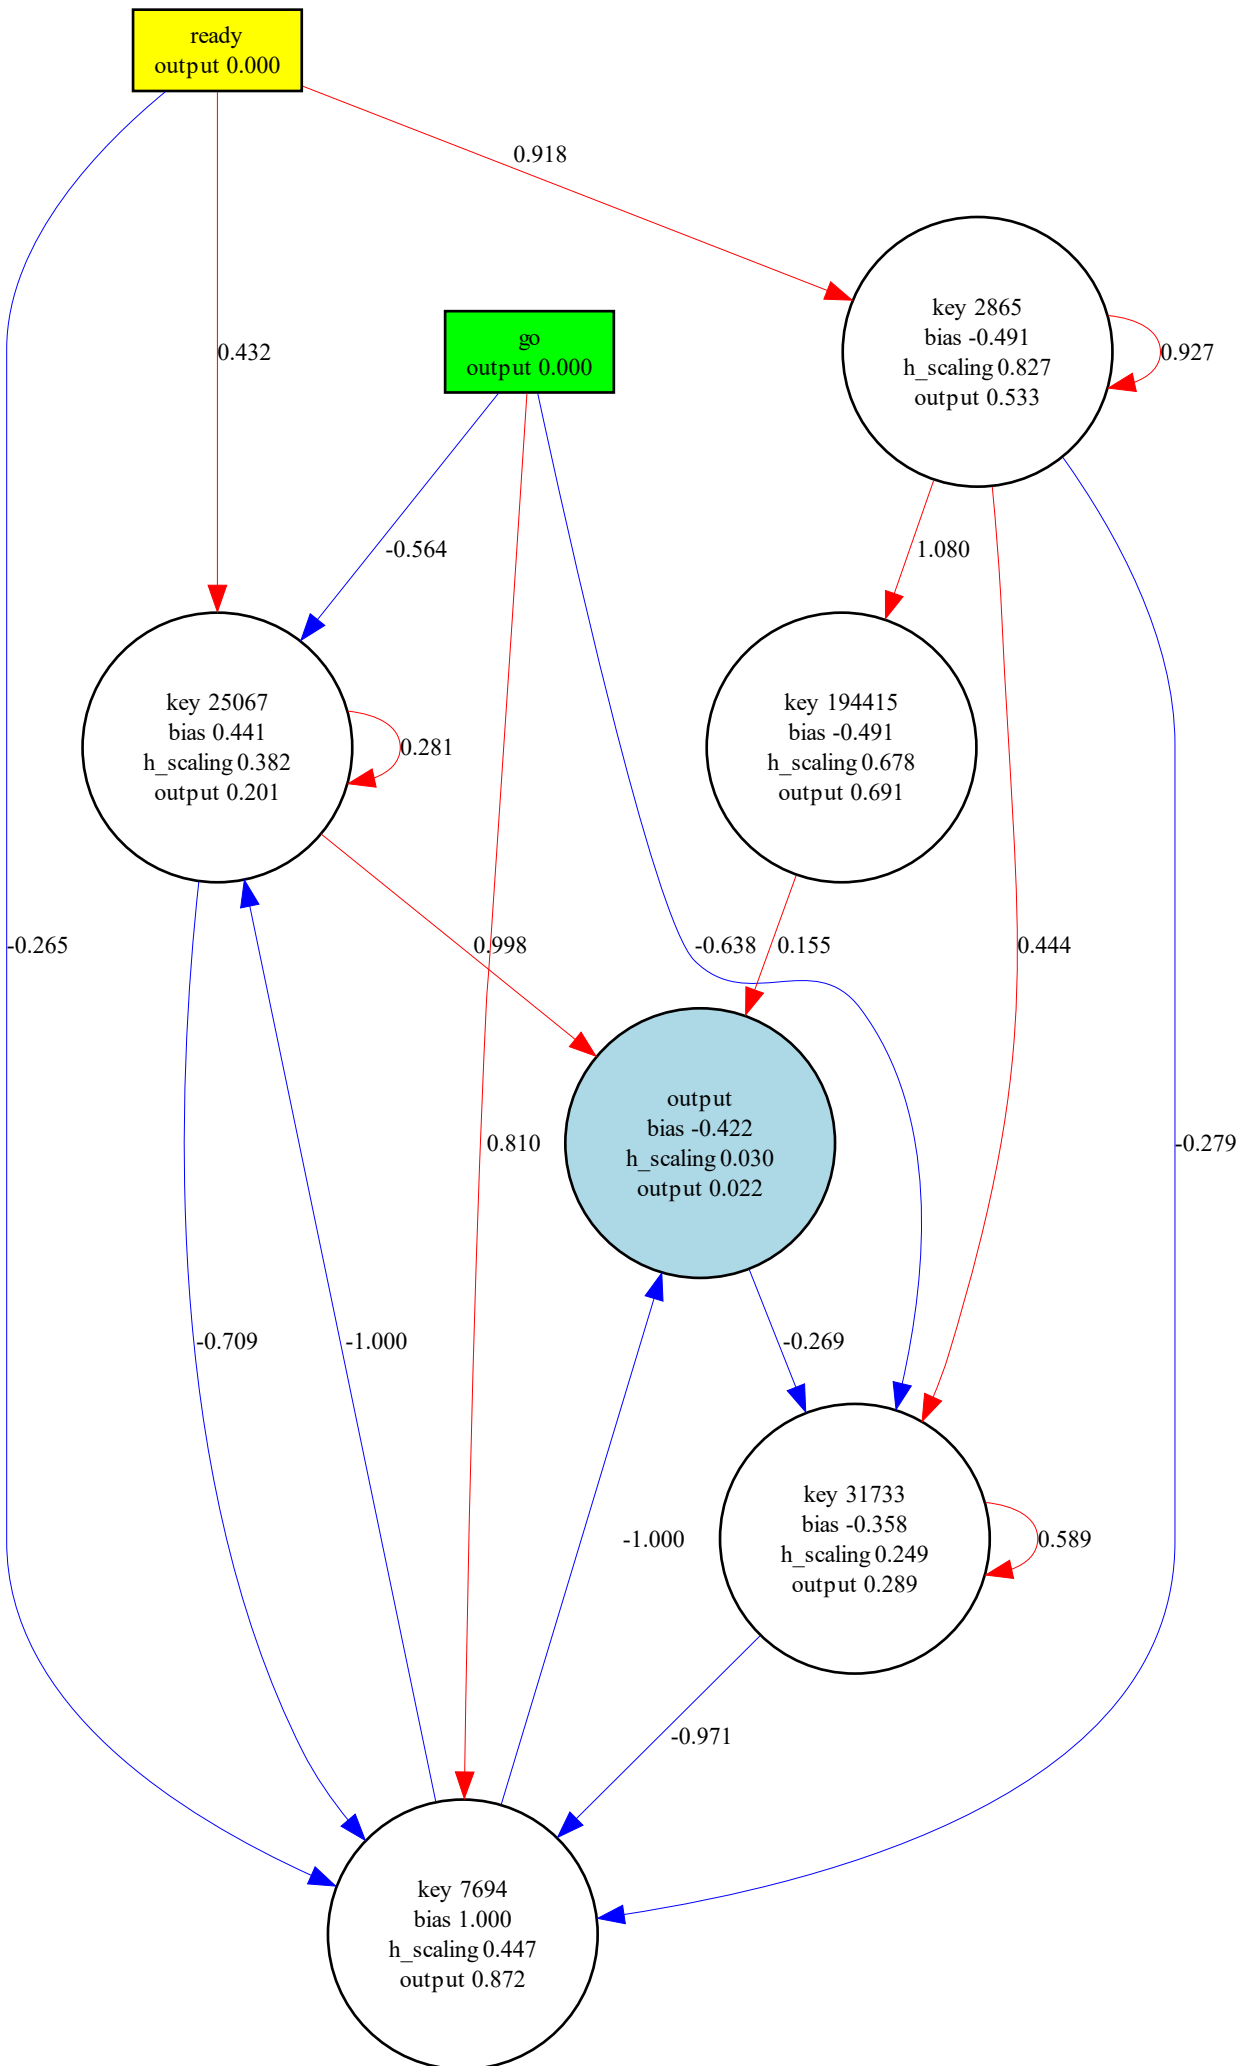 ready
output 0.000
0.918
key 2865
bias -0.491
h_scaling 0.827
output 0.533
0.927
go
output 0.000
0.432
-0.564
1.080
key 25067
bias 0.441
h_scaling 0.382
output 0.201
0.281
key 194415
bias -0.491
h_scaling 0.678
output 0.691
-0.265
0.998
-0.638
0.155
0.444
output
bias -0.422
h_scaling 0.030
output 0.022
0.810
-0.279
-0.709
-1.000
-0.269
key 31733
bias -0.358
h_scaling 0.249
output 0.289
-1.000
0.589
-0.971
key 7694
bias 1.000
h_scaling 0.447
output 0.872